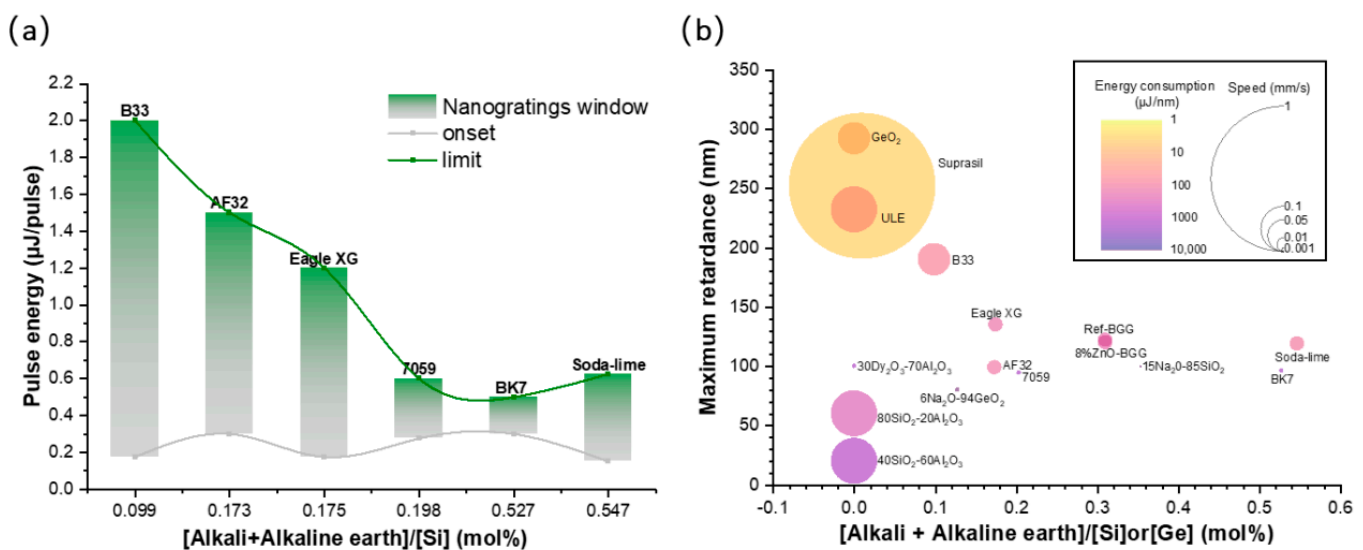 (a)
2.2
2.0
1.8
1.6
1.4
1.2
1.0
0.8
0.6
0.4
0.2
0.0
Pulse energy (μJ/pulse)
B33
AF32
Eagle XG
7059
BK7
Soda-lime
Nanogratings window
onset
limit
0.099
0.173
0.175
0.198
0.527
0.547
[Alkali+Alkaline earth]/[Si] (mol%)
(b)
350
300
250
200
150
100
50
0
Maximum retardance (nm)
GeO₂
Suprasil
ULE
B33
Eagle XG
Ref-BGG
8%ZnO-BGG
Soda-lime
30Dy₂O₃-70Al₂O₃
AF32
7059
15Na₂0-85SiO₂
BK7
6Na₂O-94GeO₂
80SiO₂-20Al₂O₃
40SiO₂-60Al₂O₃
Energy consumption
(μJ/nm)
1
10
100
1000
10,000
Speed (mm/s)
1
0.1
0.05
0.01
0.001
-0.1
0.0
0.1
0.2
0.3
0.4
0.5
0.6
[Alkali + Alkaline earth]/[Si]or[Ge] (mol%)